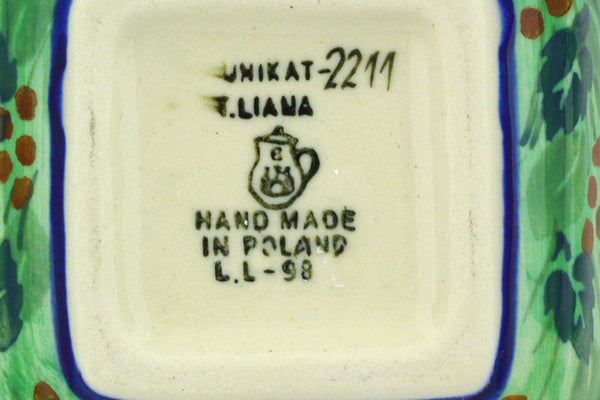 UNIKAT-2211
T.LIANA
HAND MADE
IN POLAND
L.L-98